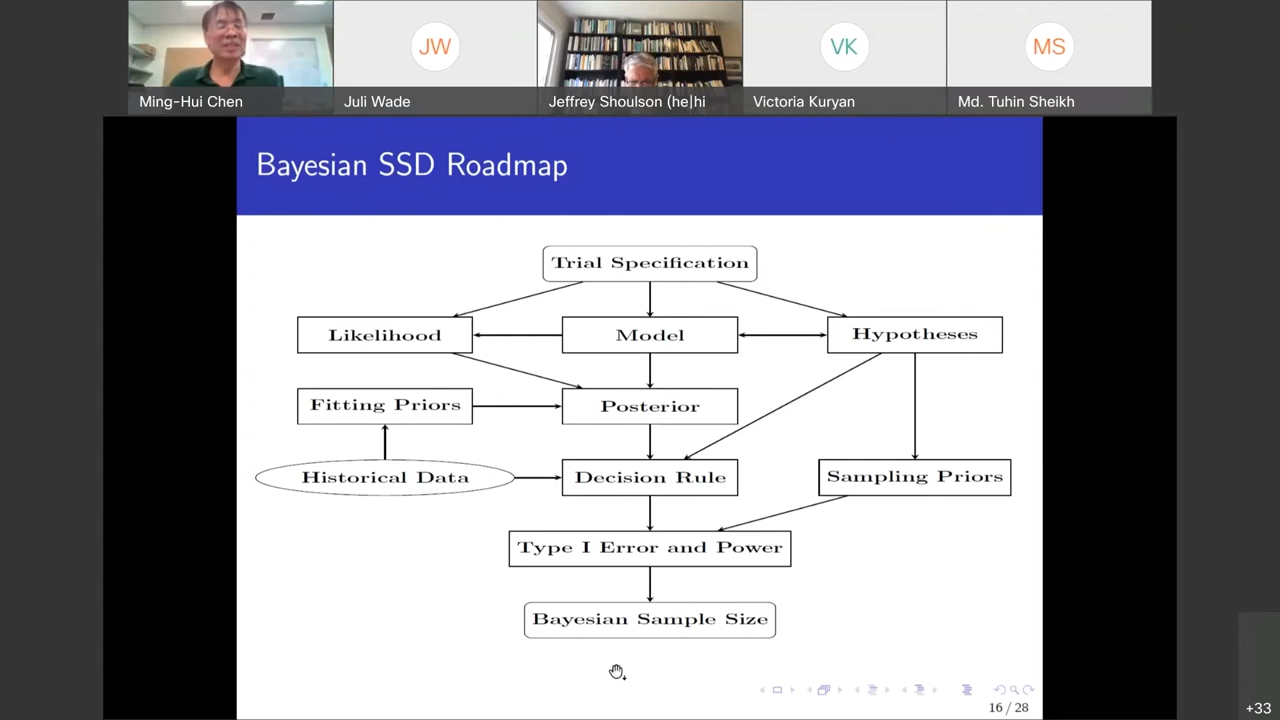 JW
VK
MS
Ming-Hui Chen
Juli Wade
Jeffrey Shoulson (he|hi
Victoria Kuryan
Md. Tuhin Sheikh
Bayesian SSD Roadmap
Trial Specification
Likelihood
Model
Hypotheses
Fitting Priors
Posterior
Historical Data
Decision Rule
Sampling Priors
Type I Error and Power
Bayesian Sample Size
16 / 28
+33